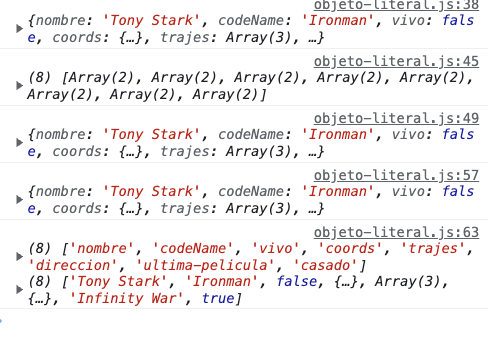 objeto-literal.js:38
{nombre: 'Tony Stark', codeName: 'Ironman', vivo: fals
e, coords: {…}, trajes: Array(3), …}
objeto-literal.js:45
(8) [Array(2), Array(2), Array(2), Array(2), Array(2),
Array(2), Array(2), Array(2)]
objeto-literal.js:49
{nombre: 'Tony Stark', codeName: 'Ironman', vivo: fals
e, coords: {…}, trajes: Array(3), …}
objeto-literal.js:57
{nombre: 'Tony Stark', codeName: 'Ironman', vivo: fals
e, coords: {…}, trajes: Array(3), …}
objeto-literal.js:63
(8) ['nombre', 'codeName', 'vivo', 'coords', 'trajes',
'direccion', 'ultima-pelicula', 'casado']
(8) ['Tony Stark', 'Ironman', false, {…}, Array(3),
{…}, 'Infinity War', true]